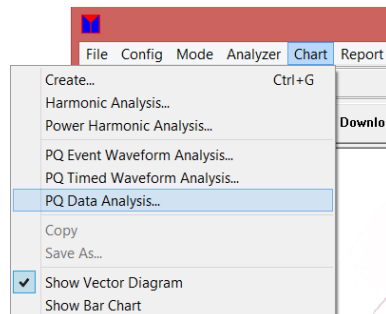 File Config Mode Analyzer Chart Report
Create... Ctrl+G
Harmonic Analysis...
Power Harmonic Analysis...
Downlo
PQ Event Waveform Analysis...
PQ Timed Waveform Analysis...
PQ Data Analysis...
Copy
Save As...
Show Vector Diagram
Show Bar Chart